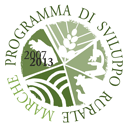 PROGRAMMA DI SVILUPPO RURALE MARCHE
2007
2013